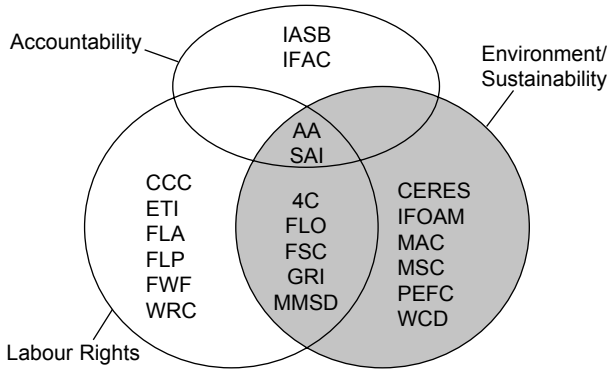 Accountability
IASB
IFAC
Environment/
Sustainability
AA
SAI
CCC
ETI
FLA
FLP
FWF
WRC
4C
FLO
FSC
GRI
MMSD
CERES
IFOAM
MAC
MSC
PEFC
WCD
Labour Rights